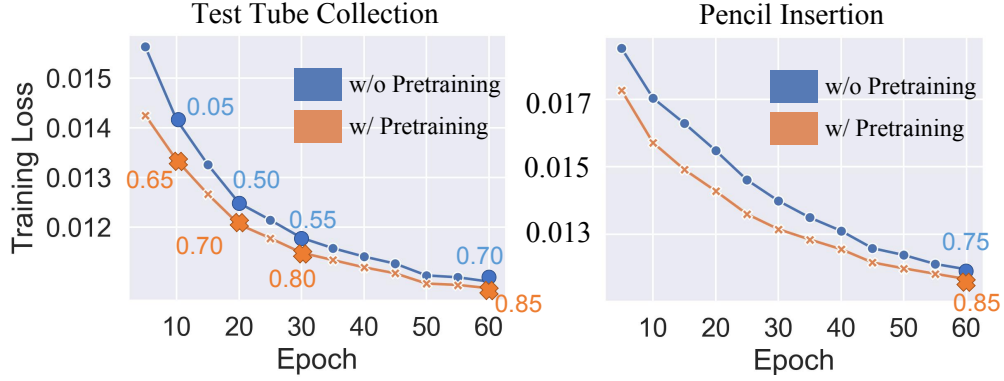 Test Tube Collection
Training Loss
0.015
0.014
0.013
0.012
w/o Pretraining
w/ Pretraining
0.05
0.65
0.50
0.70
0.55
0.80
0.70
0.85
10 20 30 40 50 60
Epoch
Pencil Insertion
0.017
0.015
0.013
w/o Pretraining
w/ Pretraining
0.75
0.85
10 20 30 40 50 60
Epoch